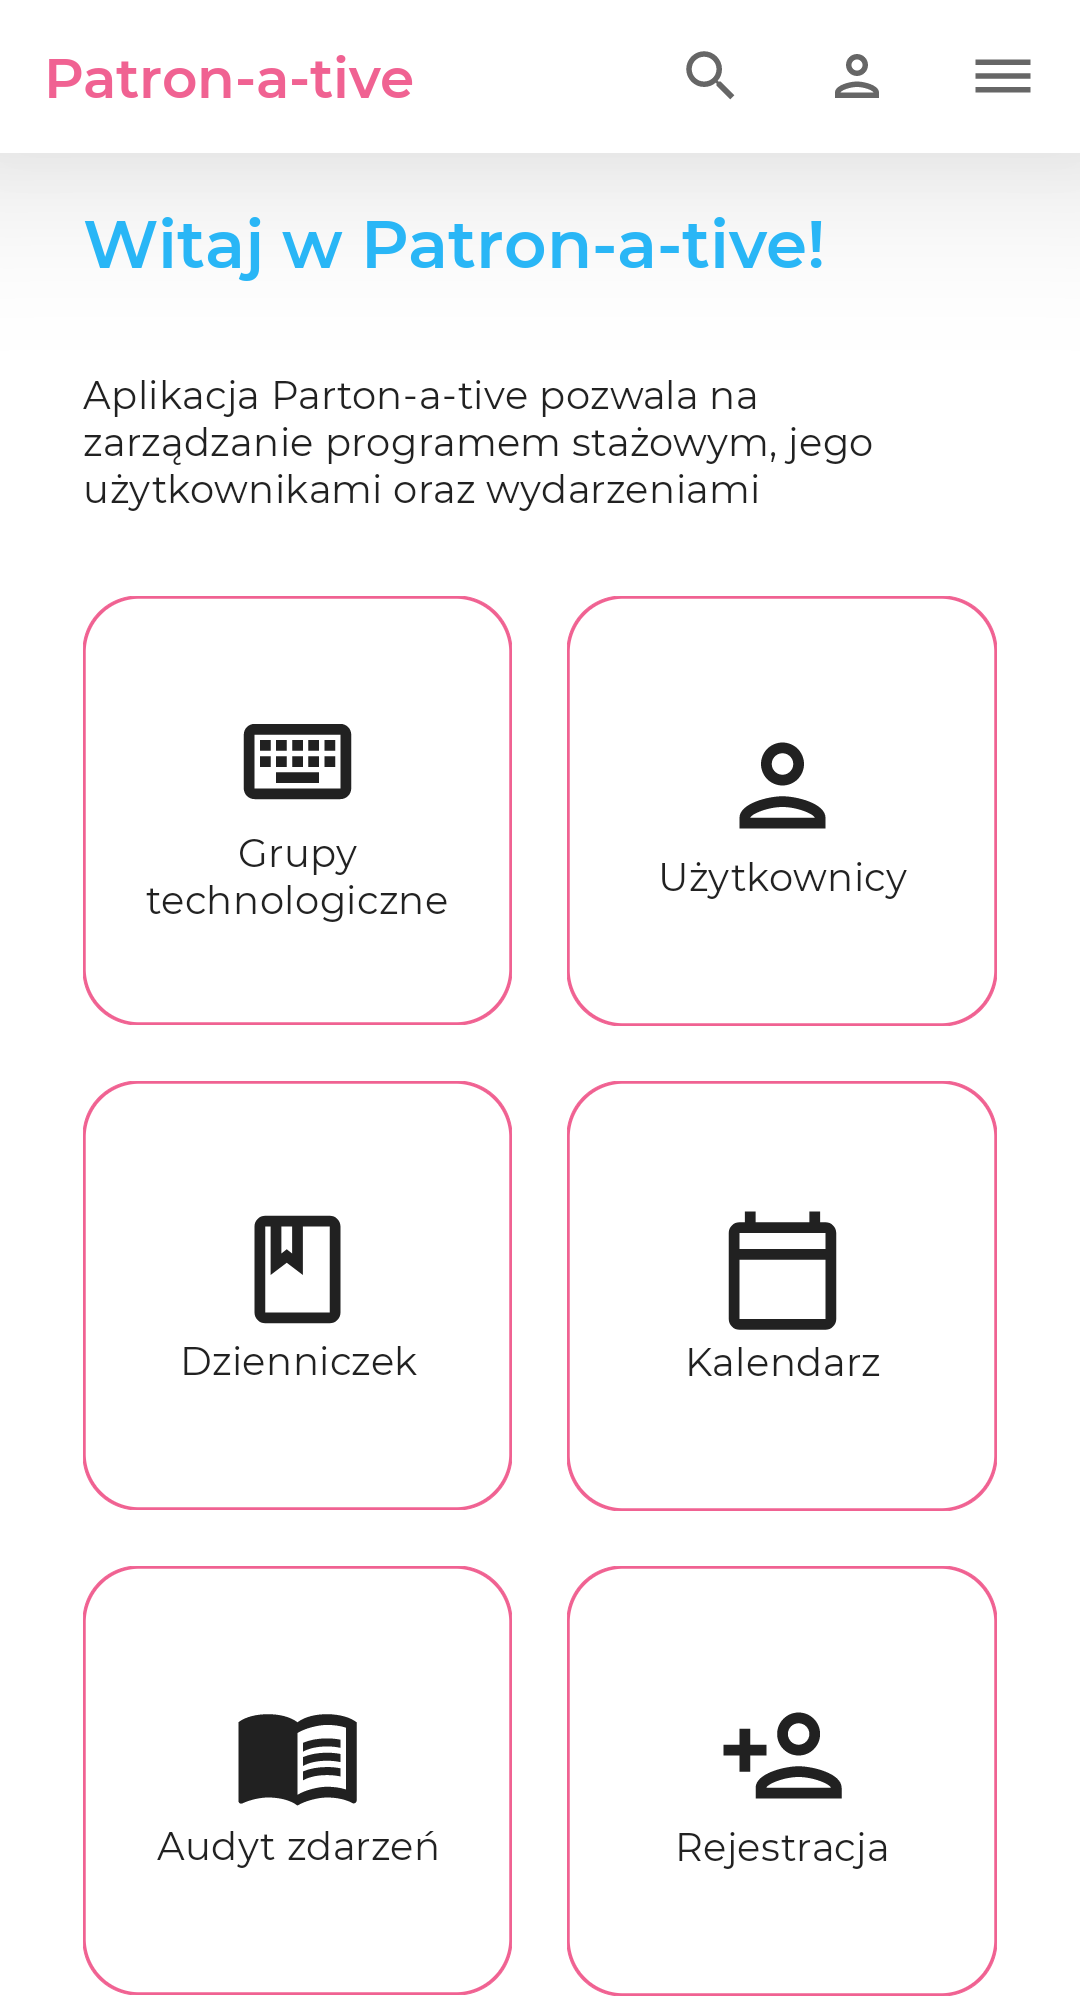 Patron-a-tive
Witaj w Patron-a-tive!
Aplikacja Parton-a-tive pozwala na
zarządzanie programem stażowym, jego
użytkownikami oraz wydarzeniami
Grupy
technologiczne
Użytkownicy
Dzienniczek
Kalendarz
Audyt zdarzeń
Rejestracja